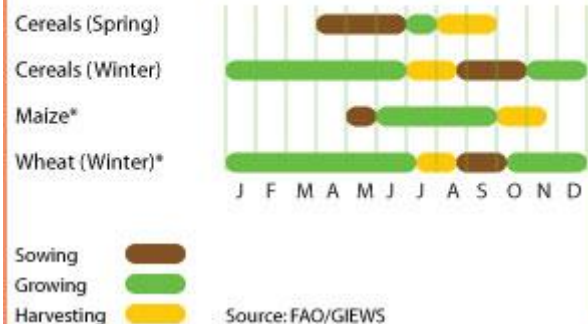 Cereals (Spring)
Cereals (Winter)
Maize*
Wheat (Winter)*
J F M A M J J A S O N D
Sowing
Growing
Harvesting
Source: FAO/GIEWS